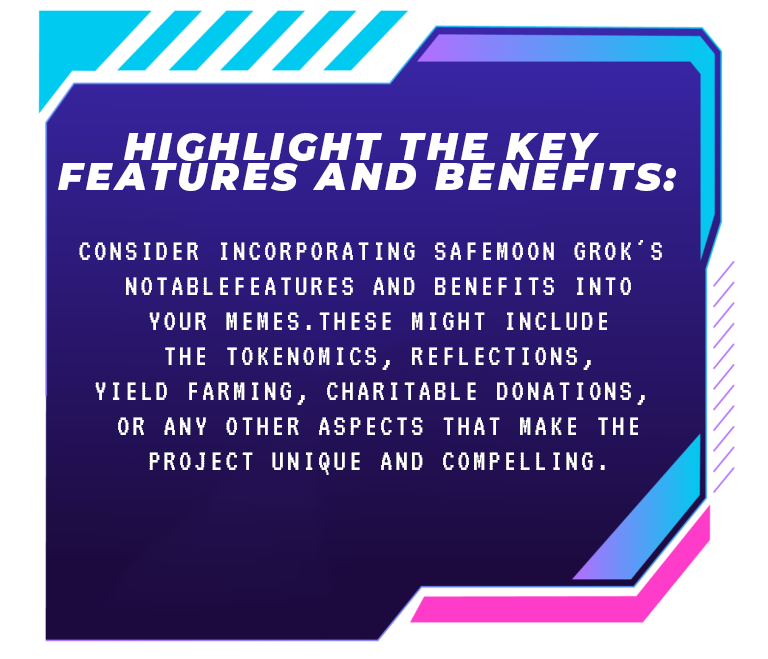 HIGHLIGHT THE KEY
FEATURES AND BENEFITS:
CONSIDER INCORPORATING SAFEMOON GROK´S
NOTABLEFEATURES AND BENEFITS INTO
YOUR MEMES.THESE MIGHT INCLUDE
THE TOKENOMICS, REFLECTIONS,
YIELD FARMING, CHARITABLE DONATIONS,
OR ANY OTHER ASPECTS THAT MAKE THE
PROJECT UNIQUE AND COMPELLING.